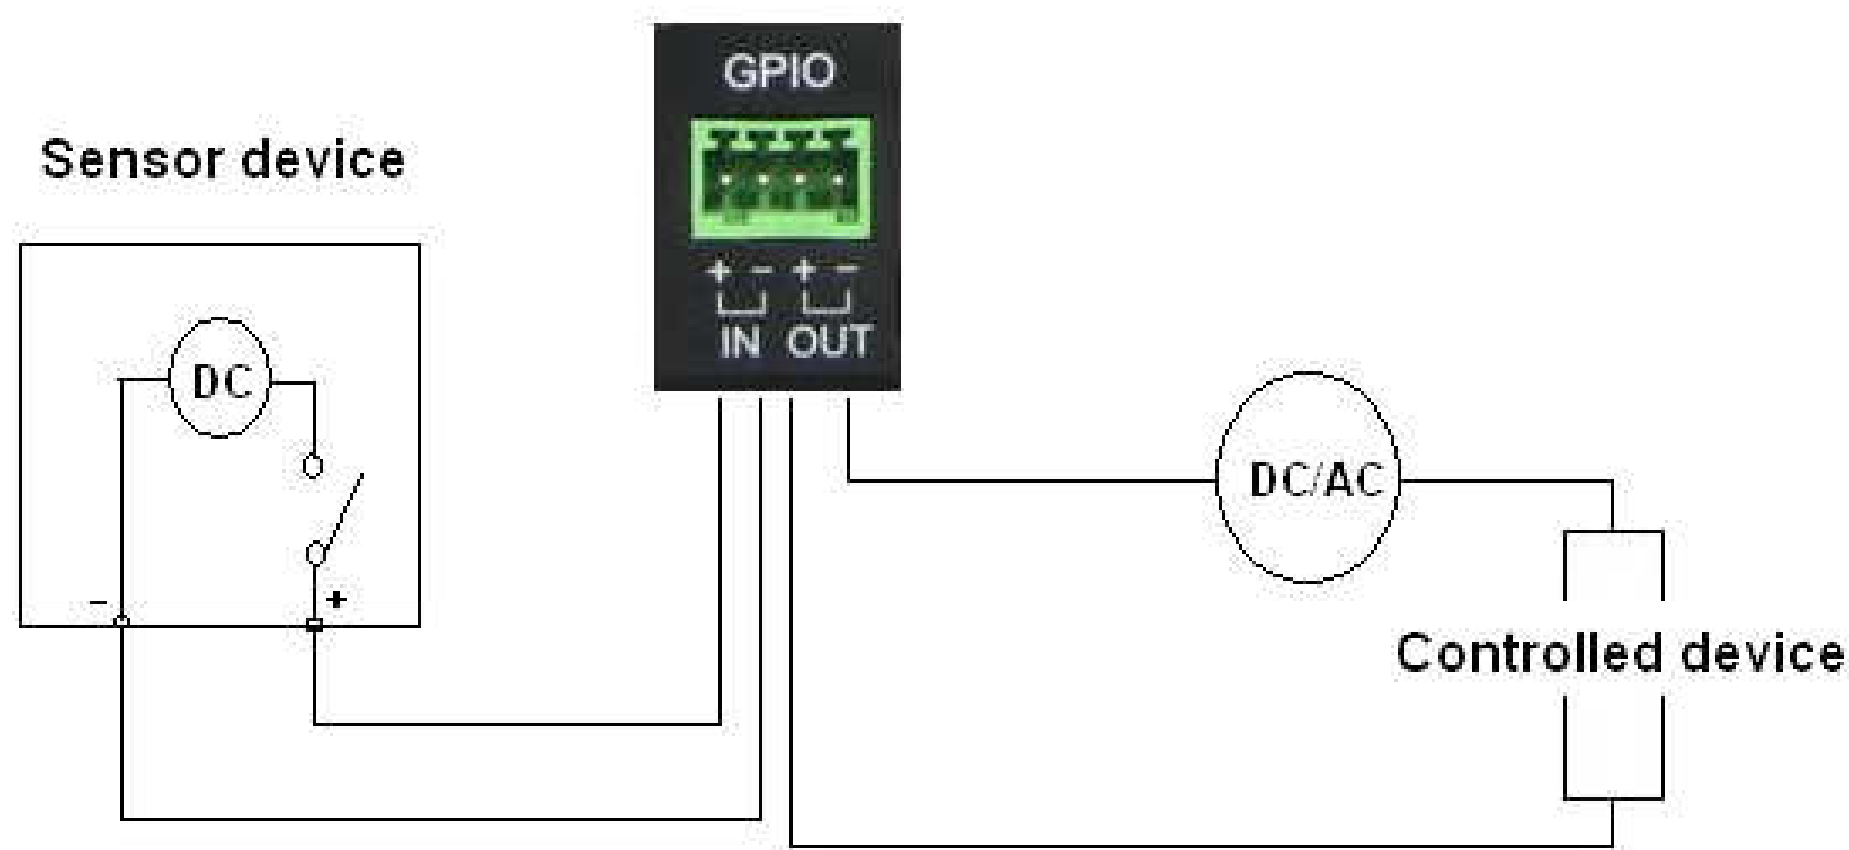 GPIO
Sensor device
+ - + -
IN OUT
DC
DC/AC
- +
Controlled device